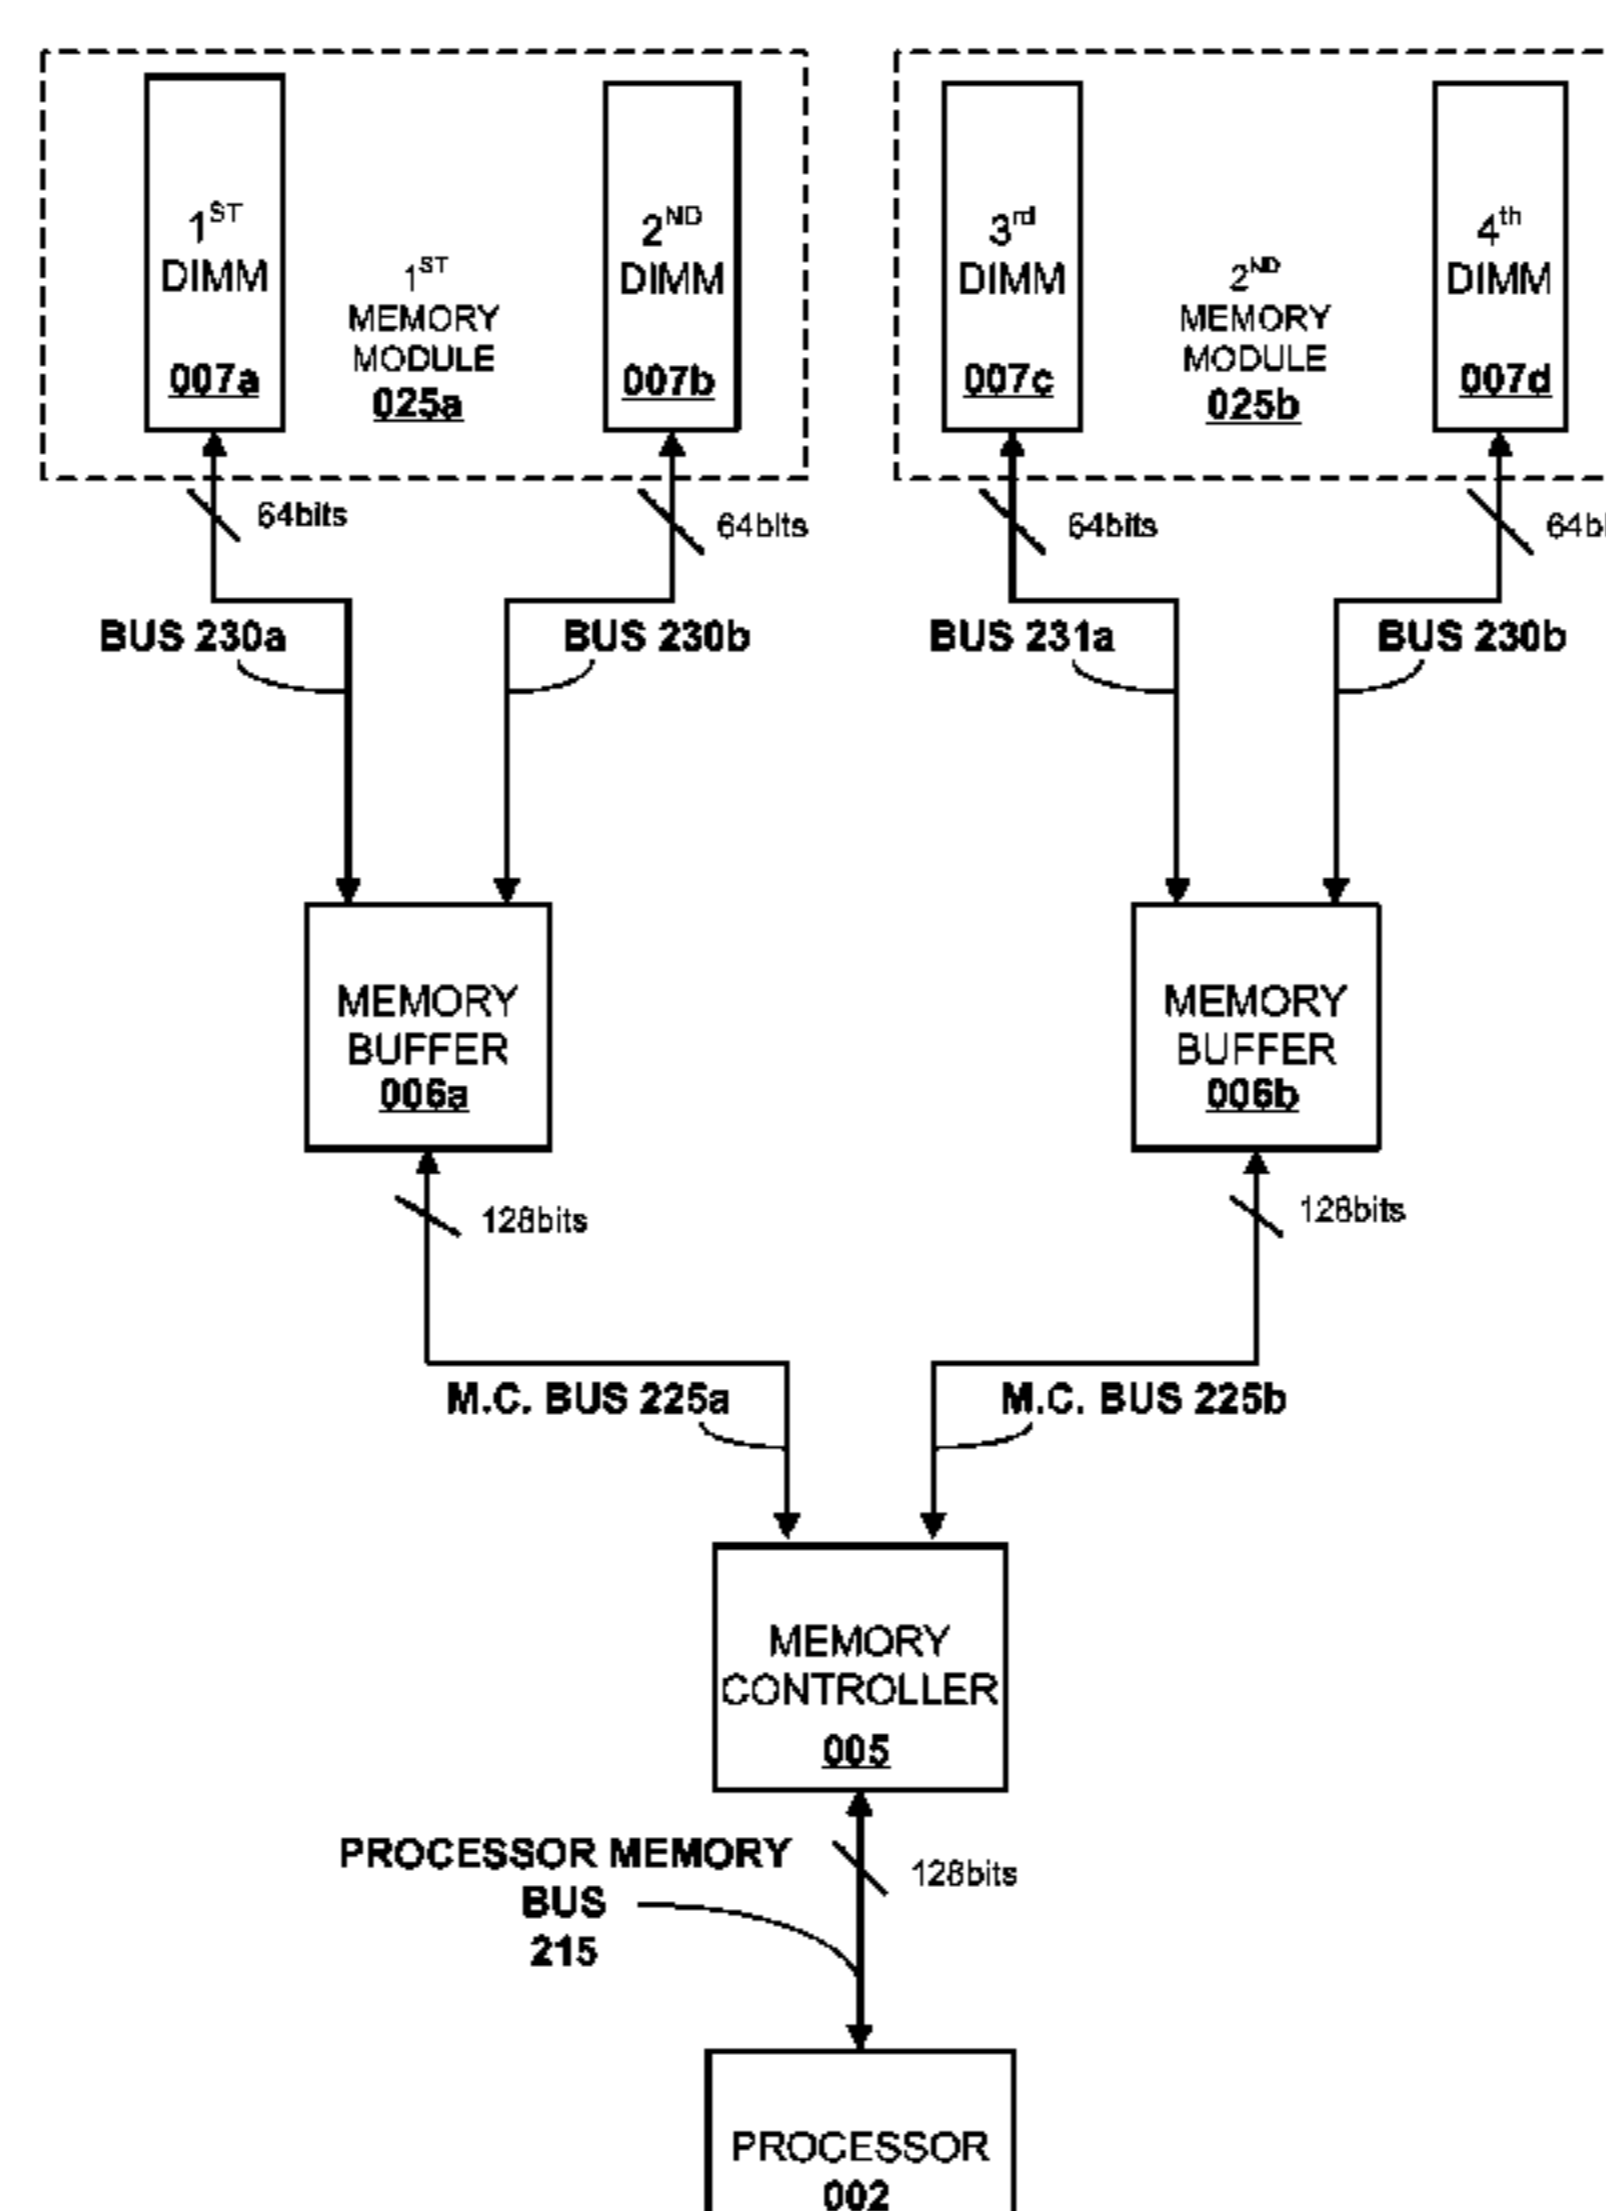 1ST
DIMM
007a
1ST
MEMORY
MODULE
025a
2ND
DIMM
007b
3rd
DIMM
007c
2ND
MEMORY
MODULE
025b
4th
DIMM
007d
64bits
64bits
64bits
64bi
BUS 230a
BUS 230b
BUS 231a
BUS 230b
MEMORY
BUFFER
006a
MEMORY
BUFFER
006b
128bits
128bits
M.C. BUS 225a
M.C. BUS 225b
MEMORY
CONTROLLER
005
PROCESSOR MEMORY
BUS
215
128bits
PROCESSOR
002